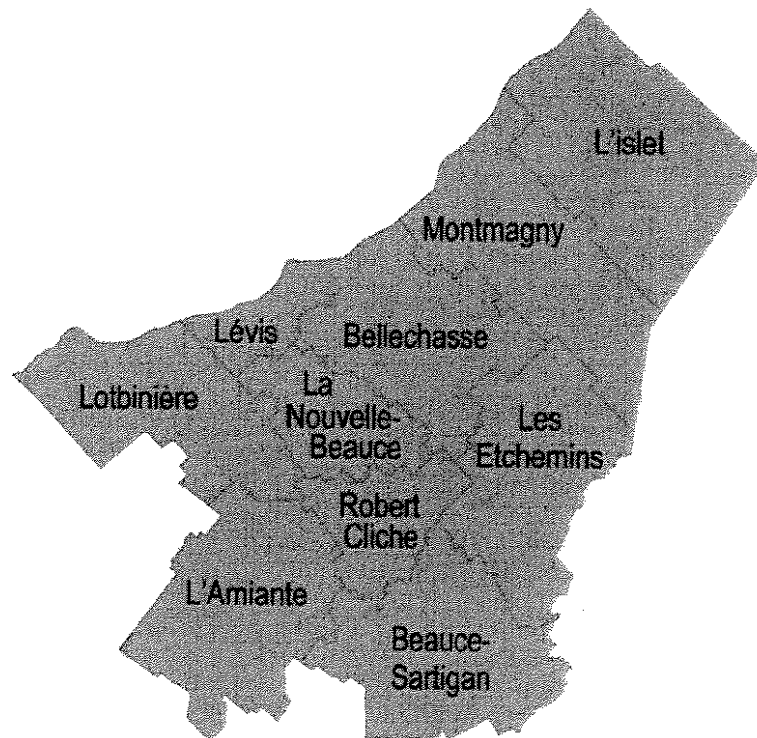 L'islet
Montmagny
Lévis
Bellechasse
Lotbinière
La
Nouvelle-
Beauce
Les
Etchemins
Robert
Cliche
L'Amiante
Beauce-
Sartigan